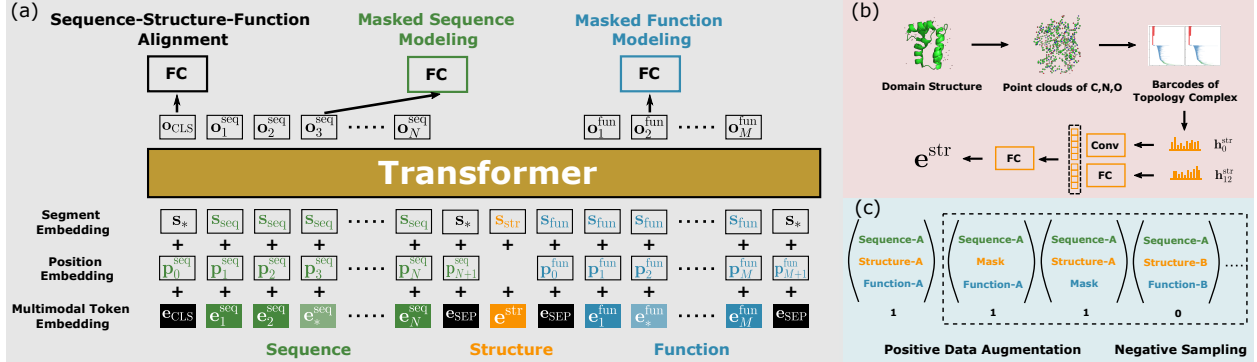 (a)
Sequence-Structure-Function
Alignment
Masked Sequence
Modeling
Masked Function
Modeling
FC FC FC
o_CLS o_1^seq o_2^seq o_3^seq ····· o_N^seq o_1^fun o_2^fun ····· o_M^fun
Transformer
Segment
Embedding
s_* s_seq s_seq s_seq ····· s_seq s_* s_str s_fun s_fun s_fun ····· s_fun s_*
+ + + + + + + + + + + +
Position
Embedding
p_0^seq p_1^seq p_2^seq p_3^seq ····· p_N^seq p_{N+1}^seq p_0^fun p_1^fun p_2^fun ····· p_M^fun p_{M+1}^fun
+ + + + + + + + + + + +
Multimodal Token
Embedding
e_CLS e_1^seq e_2^seq e_*^seq ····· e_N^seq e_SEP e^str e_SEP e_1^fun e_*^fun ····· e_M^fun e_SEP
Sequence Structure Function
(b)
Domain Structure
Point clouds of C,N,O
Barcodes of
Topology Complex
Conv h_0^str
e^str FC
FC h_12^str
(c)
Sequence-A Sequence-A Sequence-A Sequence-A
Structure-A Mask Structure-A Structure-B ·····
Function-A Function-A Mask Function-B
1 1 1 0
Positive Data Augmentation Negative Sampling